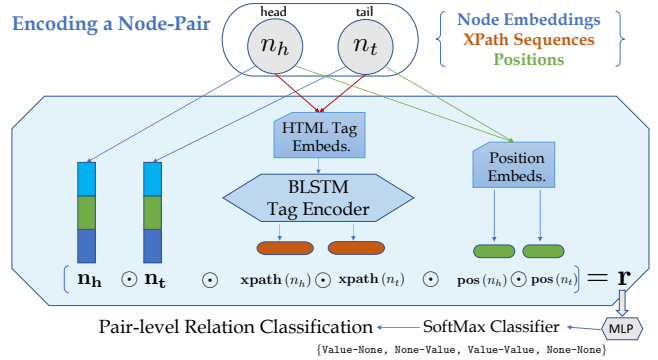 Encoding a Node-Pair
head
tail
n_h
n_t
{ Node Embeddings
XPath Sequences
Positions }
HTML Tag
Embeds.
BLSTM
Tag Encoder
Position
Embeds.
[ n_h ⊙ n_t ⊙ xpath(n_h) ⊙ xpath(n_t) ⊙ pos(n_h) ⊙ pos(n_t) ] = r
MLP
SoftMax Classifier
Pair-level Relation Classification
{Value-None, None-Value, Value-Value, None-None}